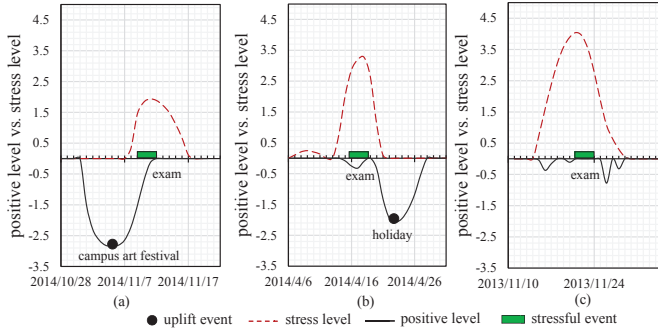 positive level vs. stress level
4.5
3.5
2.5
1.5
0.5
-0.5
-1.5
-2.5
-3.5
exam
campus art festival
2014/10/28 2014/11/7 2014/11/17
(a)
positive level vs. stress level
4.5
3.5
2.5
1.5
0.5
-0.5
-1.5
-2.5
-3.5
exam
holiday
2014/4/6 2014/4/16 2014/4/26
(b)
positive level vs. stress level
4.5
3.5
2.5
1.5
0.5
-0.5
-1.5
-2.5
-3.5
exam
2013/11/10 2013/11/24
(c)
uplift event stress level positive level stressful event